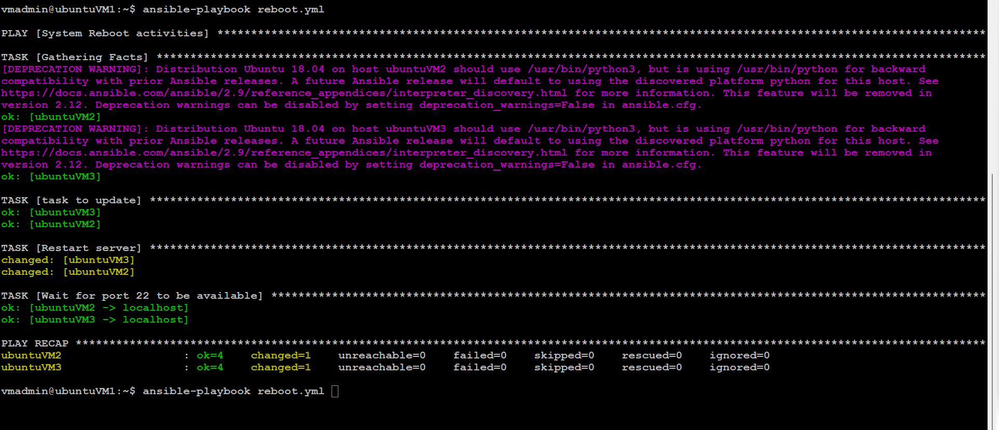 vmadmin@ubuntuVM1:~$ ansible-playbook reboot.yml
PLAY [System Reboot activities] ******************************************************************************************************************
TASK [Gathering Facts] ***************************************************************************************************************************
[DEPRECATION WARNING]: Distribution Ubuntu 18.04 on host ubuntuVM2 should use /usr/bin/python3, but is using /usr/bin/python for backward
compatibility with prior Ansible releases. A future Ansible release will default to using the discovered platform python for this host. See
https://docs.ansible.com/ansible/2.9/reference_appendices/interpreter_discovery.html for more information. This feature will be removed in
version 2.12. Deprecation warnings can be disabled by setting deprecation_warnings=False in ansible.cfg.
ok: [ubuntuVM2]
[DEPRECATION WARNING]: Distribution Ubuntu 18.04 on host ubuntuVM3 should use /usr/bin/python3, but is using /usr/bin/python for backward
compatibility with prior Ansible releases. A future Ansible release will default to using the discovered platform python for this host. See
https://docs.ansible.com/ansible/2.9/reference_appendices/interpreter_discovery.html for more information. This feature will be removed in
version 2.12. Deprecation warnings can be disabled by setting deprecation_warnings=False in ansible.cfg.
ok: [ubuntuVM3]
TASK [task to update] ****************************************************************************************************************************
ok: [ubuntuVM3]
ok: [ubuntuVM2]
TASK [Restart server] ****************************************************************************************************************************
changed: [ubuntuVM3]
changed: [ubuntuVM2]
TASK [Wait for port 22 to be available] **********************************************************************************************************
ok: [ubuntuVM2 -> localhost]
ok: [ubuntuVM3 -> localhost]
PLAY RECAP ***************************************************************************************************************************************
ubuntuVM2                  : ok=4    changed=1    unreachable=0    failed=0    skipped=0    rescued=0    ignored=0
ubuntuVM3                  : ok=4    changed=1    unreachable=0    failed=0    skipped=0    rescued=0    ignored=0
vmadmin@ubuntuVM1:~$ ansible-playbook reboot.yml